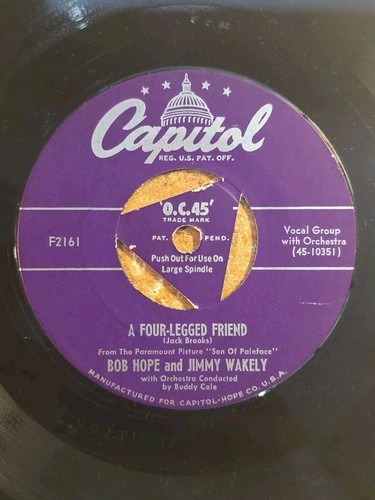 Capitol
REG. U.S. PAT. OFF.
'O.C.45'
TRADE MARK
PAT. PEND.
Push Out For Use On
Large Spindle
F2161
Vocal Group
with Orchestra
(45-10351)
A FOUR-LEGGED FRIEND
(Jack Brooks)
From The Paramount Picture "Son Of Paleface"
BOB HOPE and JIMMY WAKELY
with Orchestra Conducted
by Buddy Cole
MANUFACTURED FOR CAPITOL-HOPE CO. U.S.A.